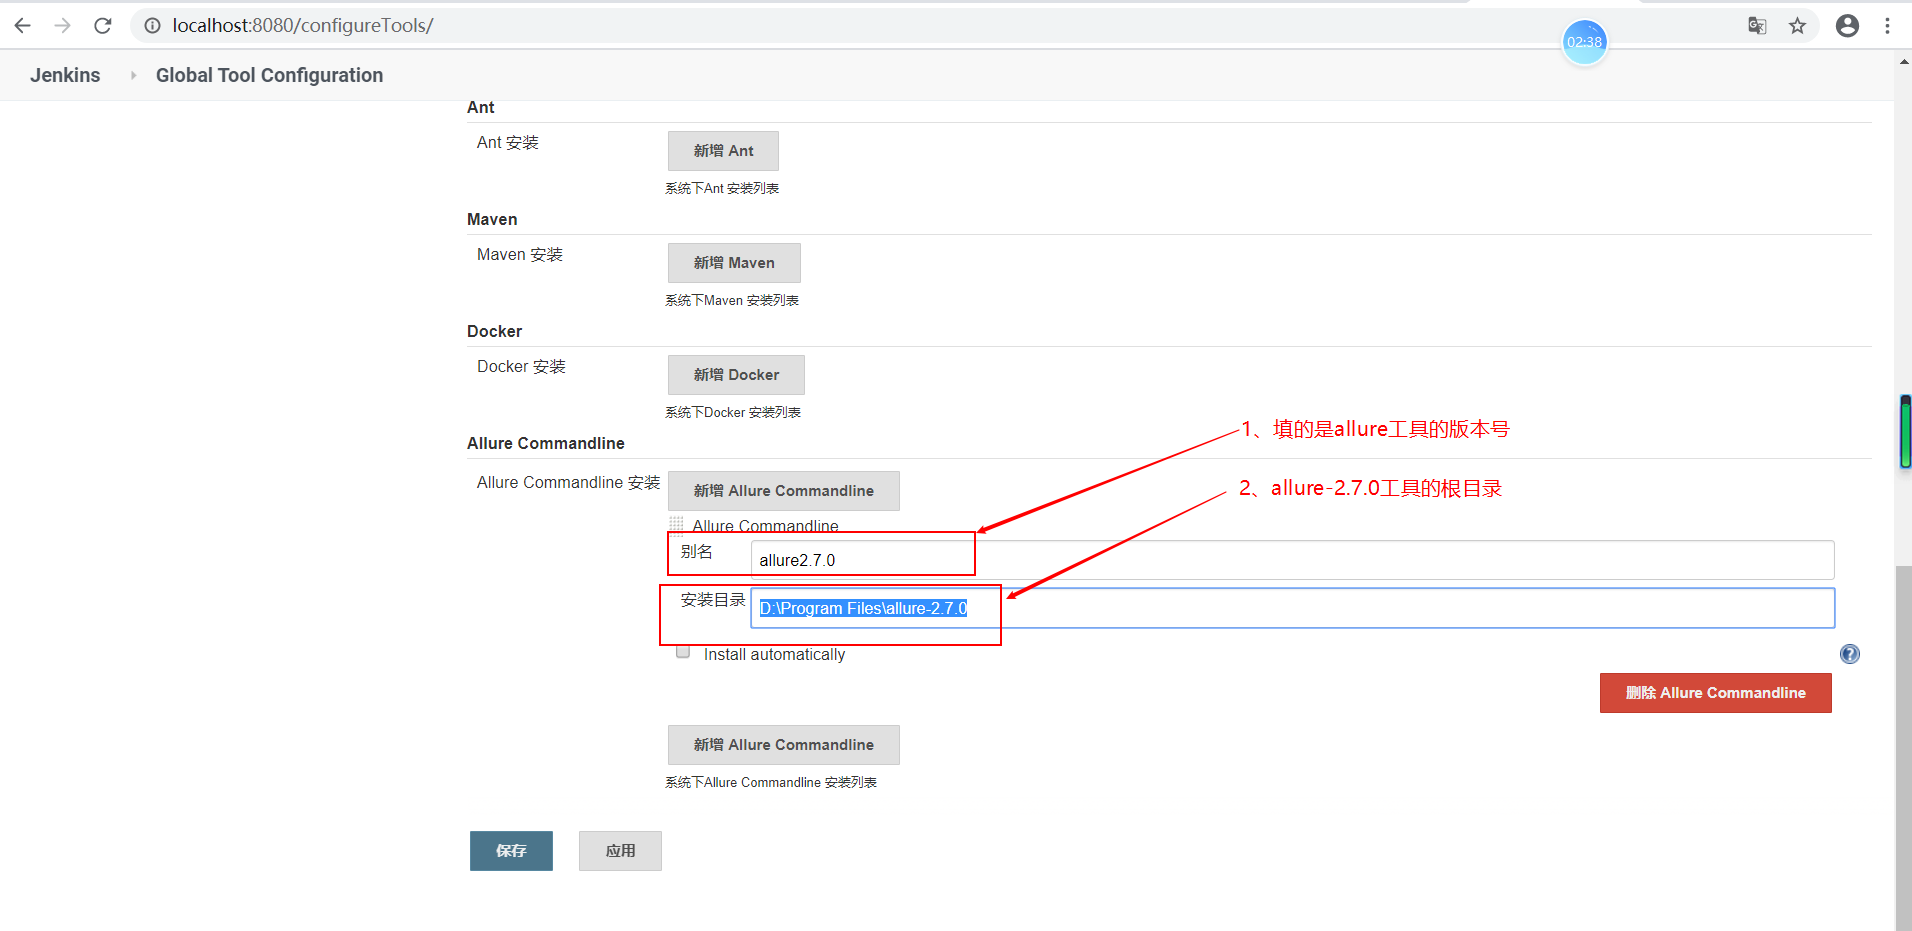 localhost:8080/configureTools/
02:38
Jenkins
Global Tool Configuration
Ant
Ant 安装
新增 Ant
系统下Ant 安装列表
Maven
Maven 安装
新增 Maven
系统下Maven 安装列表
Docker
Docker 安装
新增 Docker
系统下Docker 安装列表
1、填的是allure工具的版本号
Allure Commandline
2、allure-2.7.0工具的根目录
Allure Commandline 安装
新增 Allure Commandline
Allure Commandline
别名
allure2.7.0
安装目录
D:\Program Files\allure-2.7.0
Install automatically
删除 Allure Commandline
新增 Allure Commandline
系统下Allure Commandline 安装列表
保存
应用